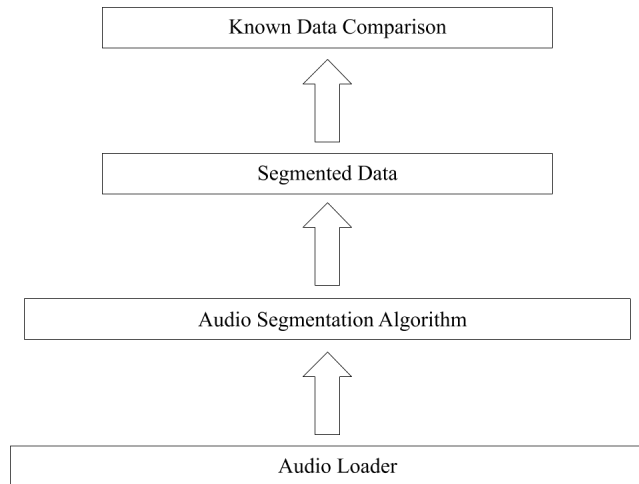 Known Data Comparison
Segmented Data
Audio Segmentation Algorithm
Audio Loader